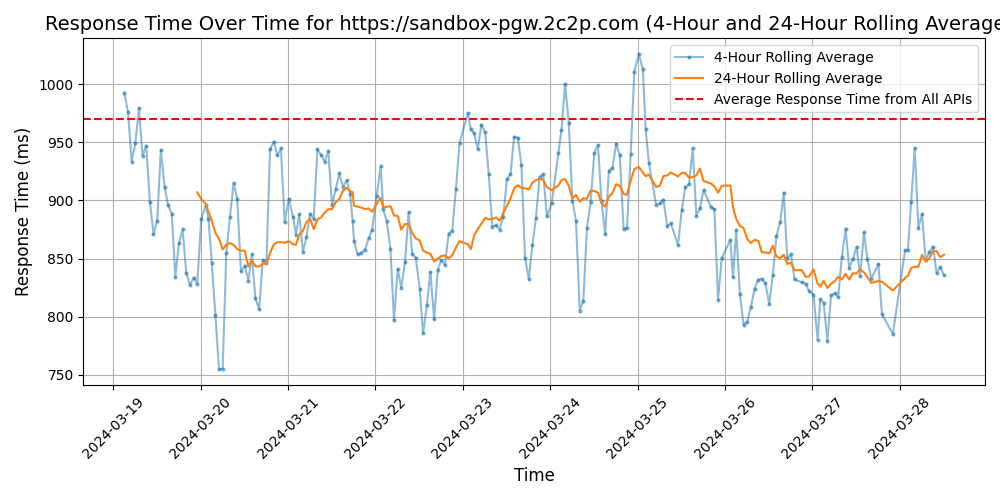 Response Time Over Time for https://sandbox-pgw.2c2p.com (4-Hour and 24-Hour Rolling Average
4-Hour Rolling Average
24-Hour Rolling Average
Average Response Time from All APIs
Response Time (ms)
1000
950
900
850
800
750
2024-03-19
2024-03-20
2024-03-21
2024-03-22
2024-03-23
2024-03-24
2024-03-25
2024-03-26
2024-03-27
2024-03-28
Time